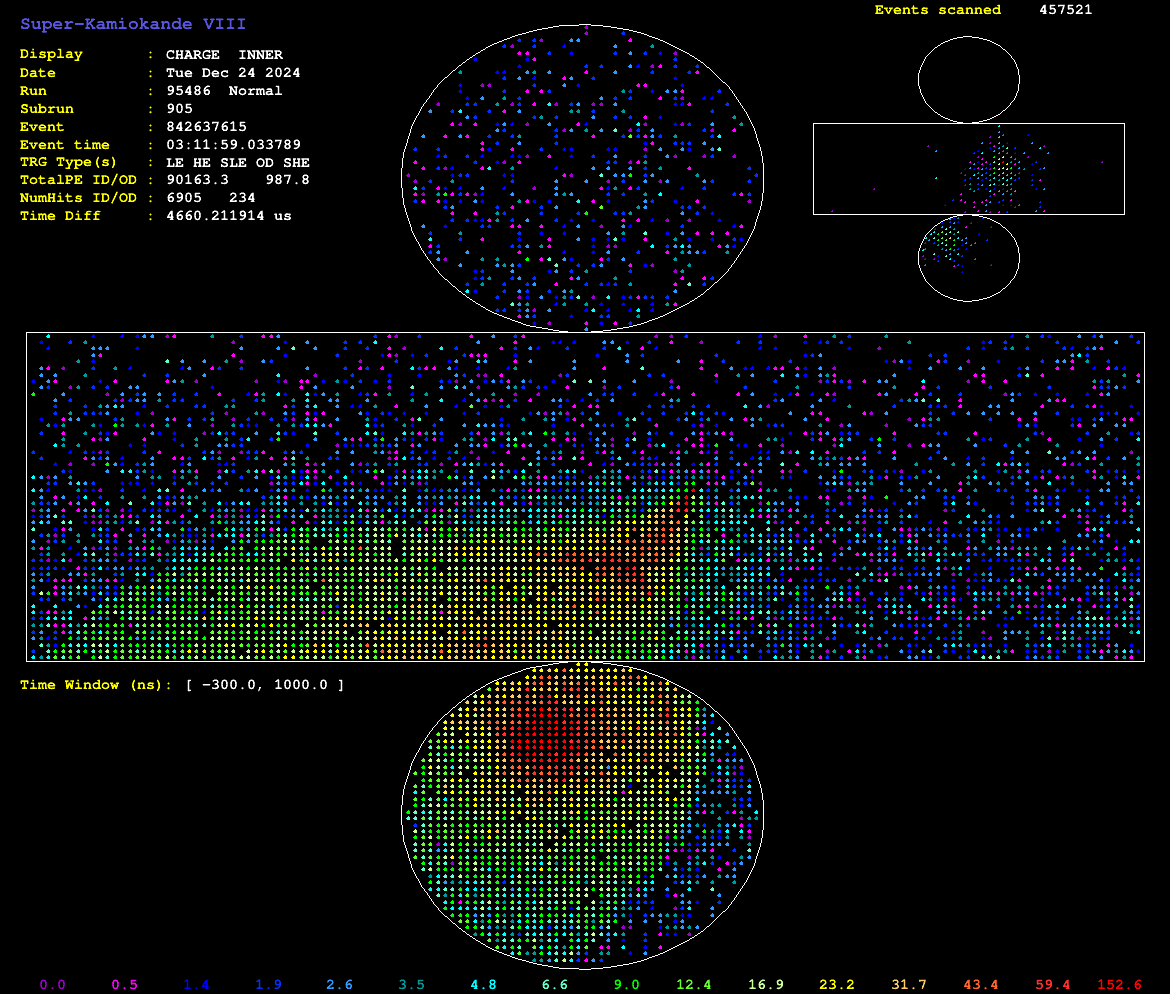 Super-Kamiokande VIII
Events scanned 457521
Display : CHARGE INNER
Date : Tue Dec 24 2024
Run : 95486 Normal
Subrun : 905
Event : 842637615
Event time : 03:11:59.033789
TRG Type(s) : LE HE SLE OD SHE
TotalPE ID/OD : 90163.3 987.8
NumHits ID/OD : 6905 234
Time Diff : 4660.211914 us
Time Window (ns): [ −300.0, 1000.0 ]
0.0 0.5 1.4 1.9 2.6 3.5 4.8 6.6 9.0 12.4 16.9 23.2 31.7 43.4 59.4 152.6